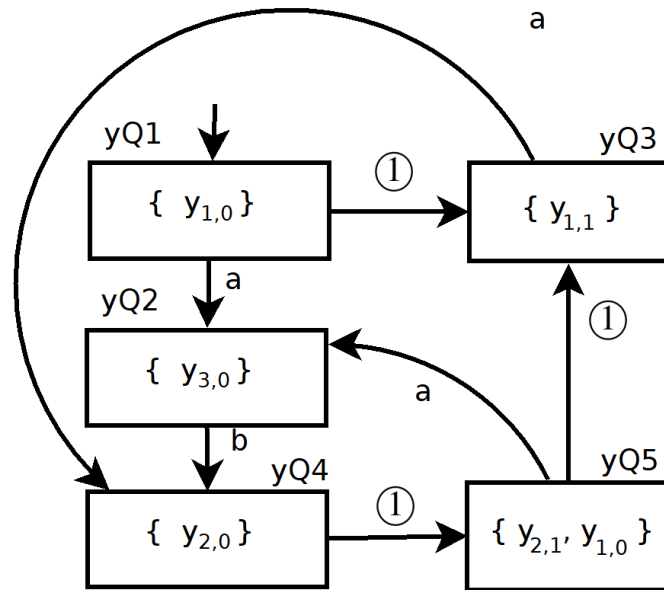 a
yQ1
yQ3
①
{ y1,0 }
{ y1,1 }
a
yQ2
①
{ y3,0 }
a
b
yQ4
yQ5
①
{ y2,0 }
{ y2,1, y1,0 }